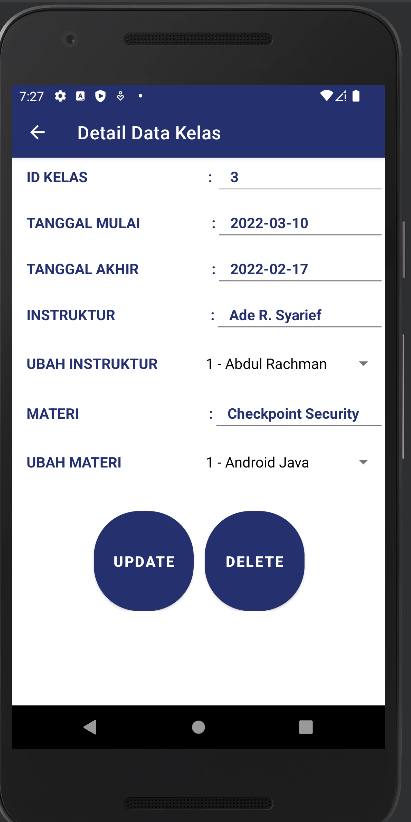 7:27
Detail Data Kelas
ID KELAS : 3
TANGGAL MULAI : 2022-03-10
TANGGAL AKHIR : 2022-02-17
INSTRUKTUR : Ade R. Syarief
UBAH INSTRUKTUR 1 - Abdul Rachman
MATERI : Checkpoint Security
UBAH MATERI 1 - Android Java
UPDATE DELETE